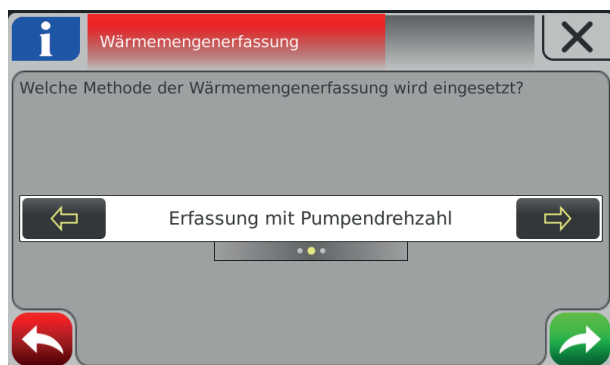 i
Wärmemengenerfassung
Welche Methode der Wärmemengenerfassung wird eingesetzt?
Erfassung mit Pumpendrehzahl